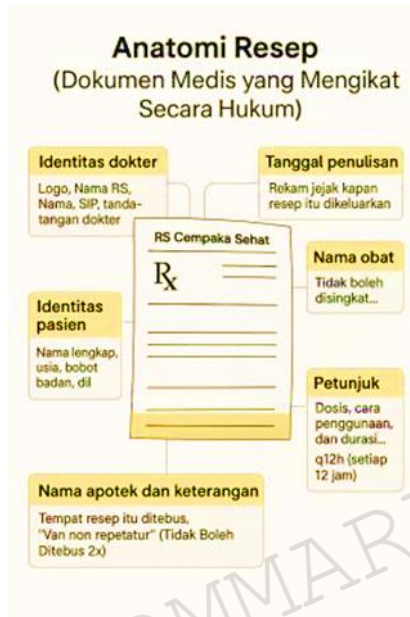 Anatomi Resep
(Dokumen Medis yang Mengikat
Secara Hukum)
Identitas dokter
Logo, Nama RS,
Nama, SIP, tanda-
tangan dokter
Tanggal penulisan
Rekam jejak kapan
resep itu dikeluarkan
RS Cempaka Sehat
Rx
Nama obat
Tidak boleh
disingkat...
Identitas
pasien
Nama lengkap,
usia, bobot
badan, dll
Petunjuk
Dosis, cara
penggunaan,
dan durasi...
q12h (setiap
12 jam)
Nama apotek dan keterangan
Tempat resep itu ditebus,
"Van non repetatur" (Tidak Boleh
Ditebus 2x)